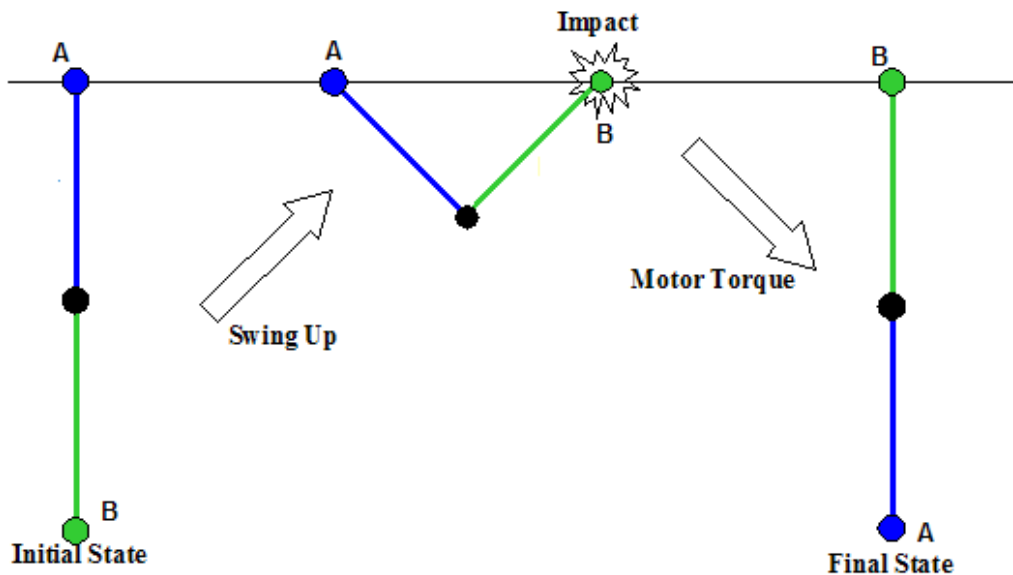 Impact
A
A
B
B
Swing Up
Motor Torque
B
Initial State
A
Final State